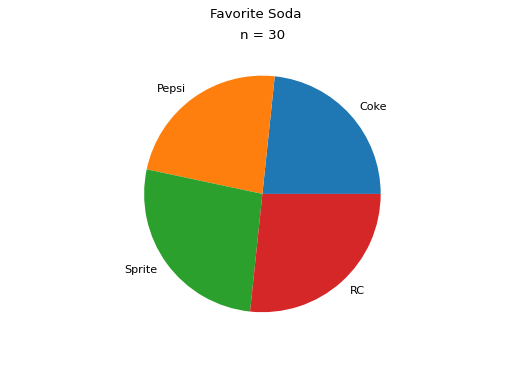 Favorite Soda
n = 30
Pepsi
Coke
Sprite
RC